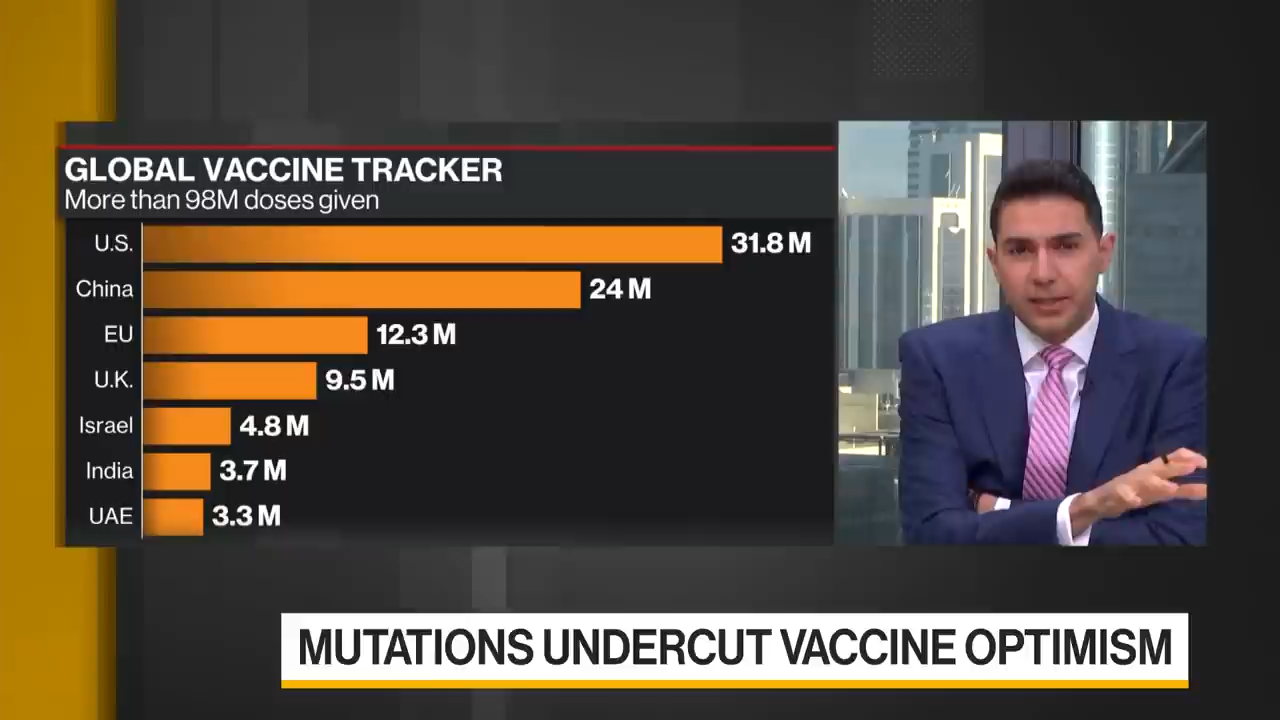 GLOBAL VACCINE TRACKER
More than 98M doses given
U.S. 31.8 M
China 24 M
EU 12.3 M
U.K. 9.5 M
Israel 4.8 M
India 3.7 M
UAE 3.3 M
MUTATIONS UNDERCUT VACCINE OPTIMISM